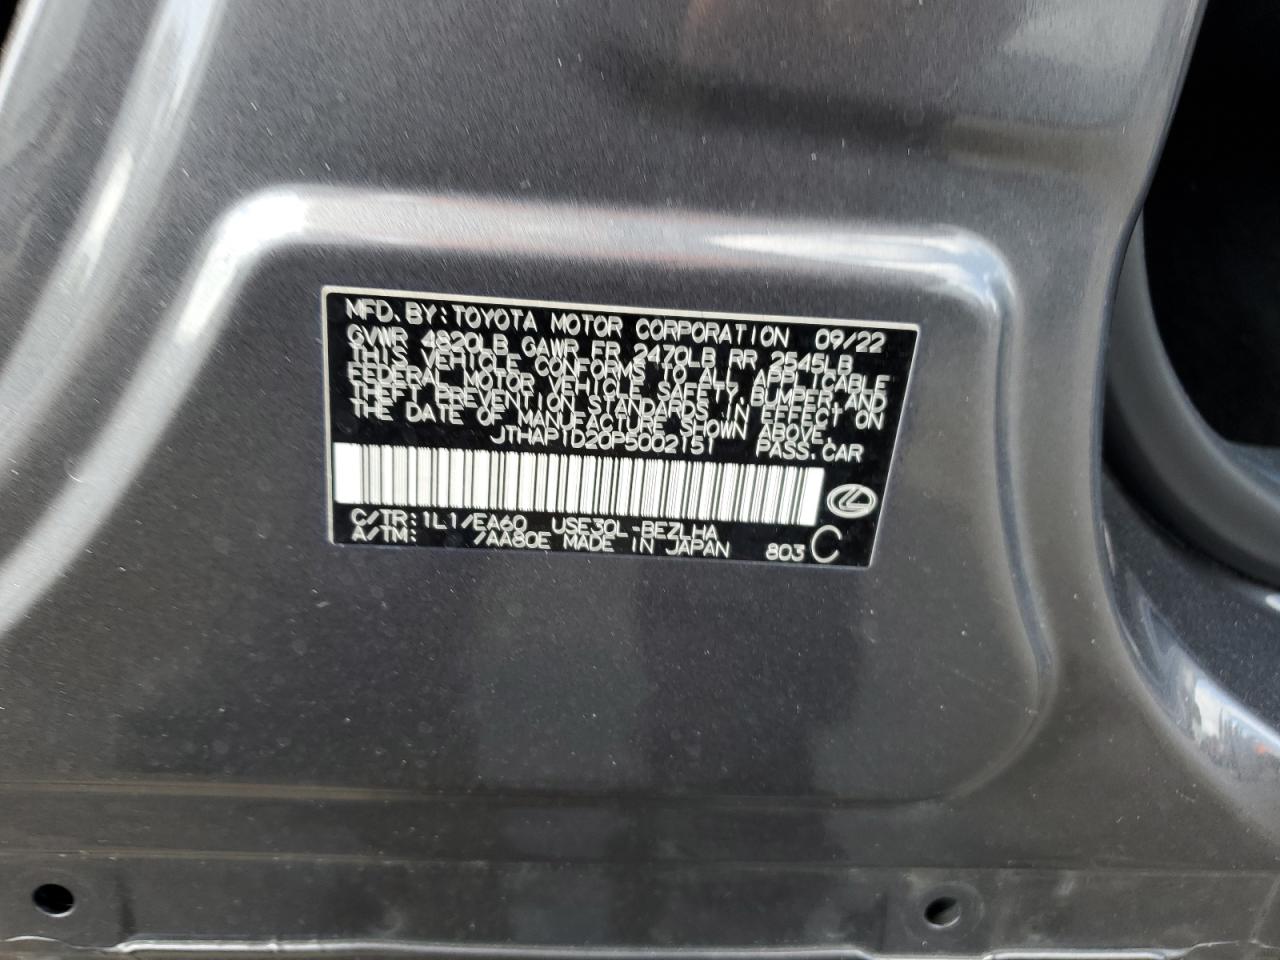 MFD. BY: TOYOTA MOTOR CORPORATION 09/22
GVWR 4820LB GAWR FR 2470LB RR 2545LB
THIS VEHICLE CONFORMS TO ALL APPLICABLE
FEDERAL MOTOR VEHICLE SAFETY, BUMPER, AND
THEFT PREVENTION STANDARDS IN EFFECT ON
THE DATE OF MANUFACTURE SHOWN ABOVE.
JTHAP1D20P5002151 PASS. CAR
C/TR: 1L1/EA60 USE30L-BEZLHA
A/TM: /AA80E MADE IN JAPAN 803 C